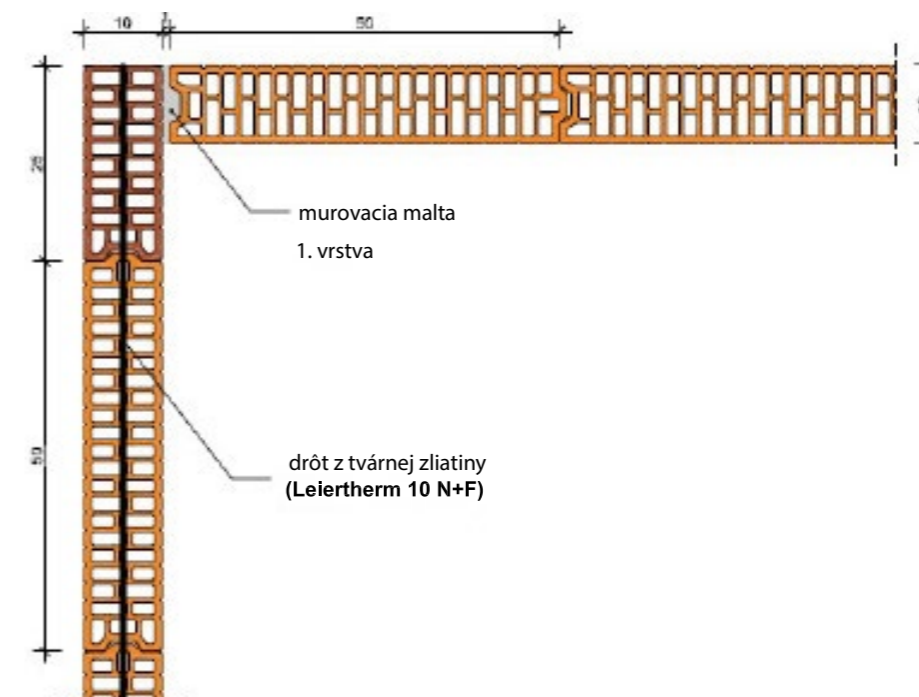 10
50
25
murovacia malta
1. vrstva
50
drôt z tvárnej zliatiny
(Leiertherm 10 N+F)